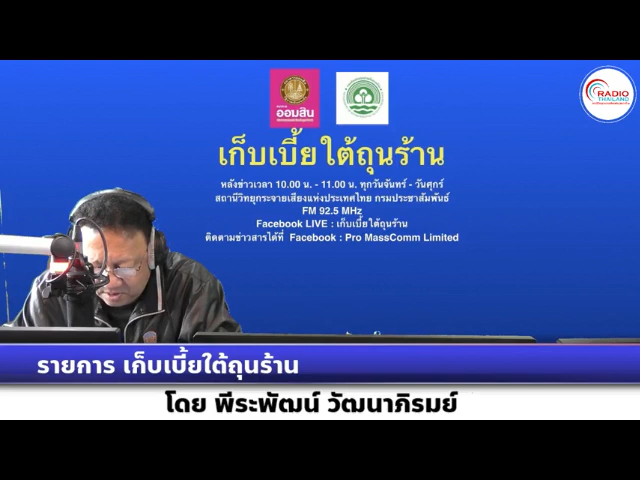 ออมสิน
RADIO
THAILAND
เก็บเบี้ยใต้ถุนร้าน
หลังข่าวเวลา 10.00 น. - 11.00 น. ทุกวันจันทร์ - วันศุกร์
สถานีวิทยุกระจายเสียงแห่งประเทศไทย กรมประชาสัมพันธ์
FM 92.5 MHz
Facebook LIVE : เก็บเบี้ยใต้ถุนร้าน
ติดตามข่าวสารได้ที่ Facebook : Pro MassComm Limited
รายการ เก็บเบี้ยใต้ถุนร้าน
โดย พีระพัฒน์ วัฒนาภิรมย์